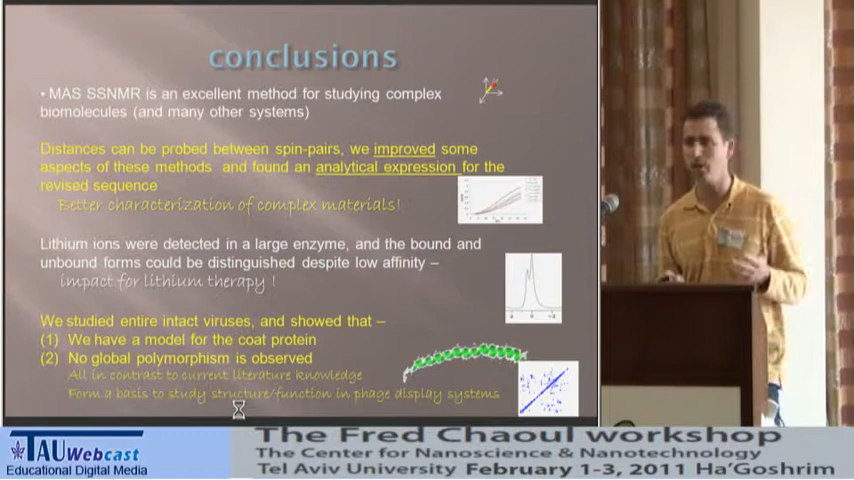 conclusions
• MAS SSNMR is an excellent method for studying complex
biomolecules (and many other systems)
Distances can be probed between spin-pairs, we improved some
aspects of these methods and found an analytical expression for the
revised sequence
Better characterization of complex materials!
Lithium ions were detected in a large enzyme, and the bound and
unbound forms could be distinguished despite low affinity –
impact for lithium therapy !
We studied entire intact viruses, and showed that –
(1) We have a model for the coat protein
(2) No global polymorphism is observed
All in contrast to current literature knowledge
Form a basis to study structure/function in phage display systems
TAU Webcast
Educational Digital Media
The Fred Chaoul workshop
The Center for Nanoscience & Nanotechnology
Tel Aviv University February 1-3, 2011 Ha'Goshrim